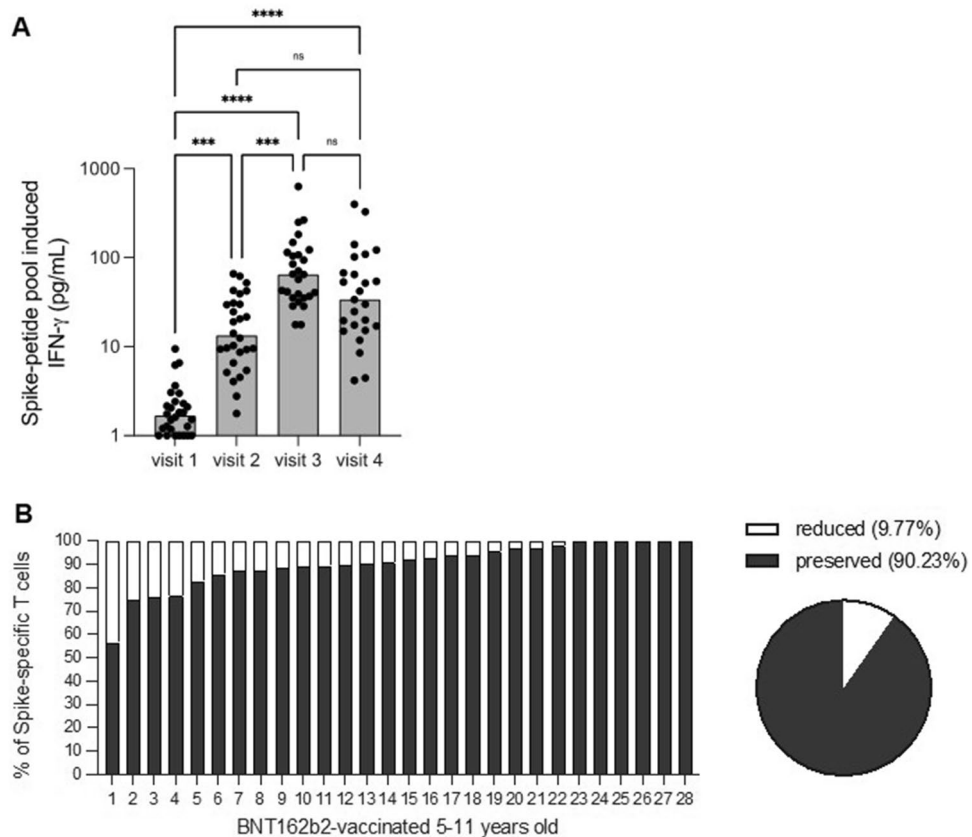 A
****
ns
****
***
***
ns
Spike-petide pool induced
IFN-γ (pg/mL)
1000
100
10
1
visit 1 visit 2 visit 3 visit 4
B
% of Spike-specific T cells
100
90
80
70
60
50
40
30
20
10
0
1 2 3 4 5 6 7 8 9 10 11 12 13 14 15 16 17 18 19 20 21 22 23 24 25 26 27 28
BNT162b2-vaccinated 5-11 years old
reduced (9.77%)
preserved (90.23%)